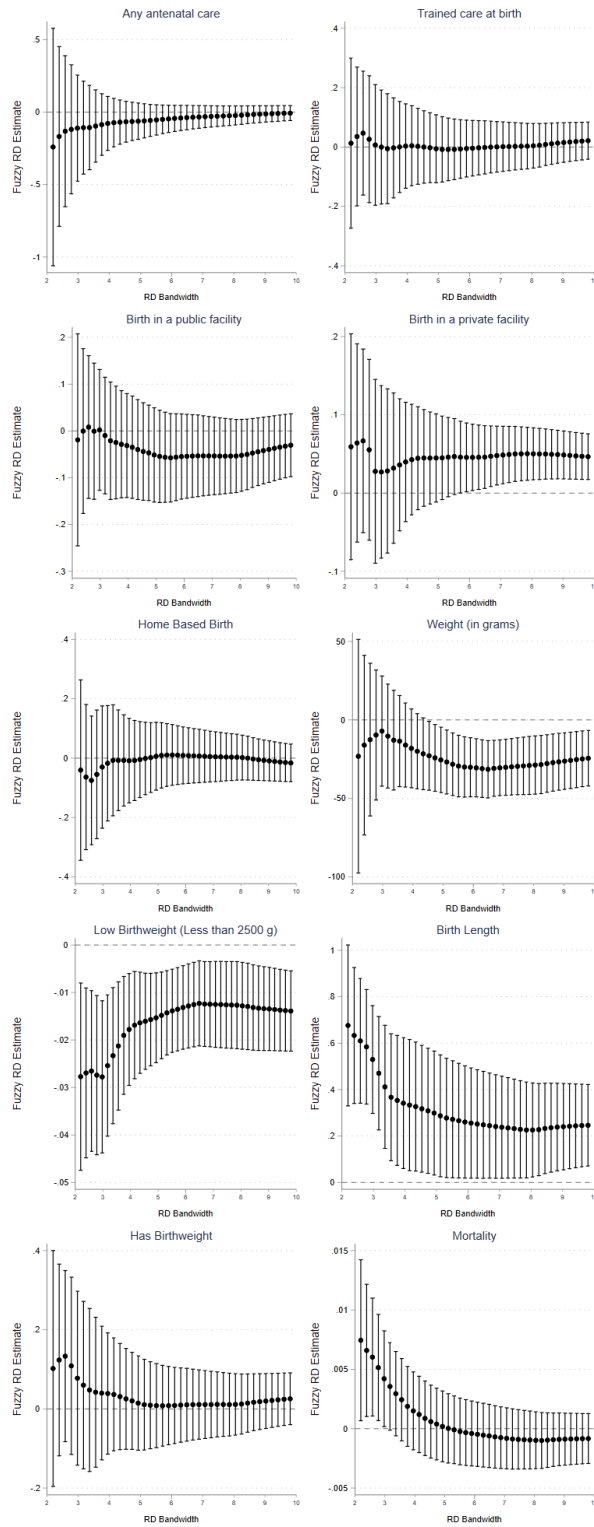 Any antenatal care
Fuzzy RD Estimate
.5
0
-.5
-1
2 3 4 5 6 7 8 9 10
RD Bandwidth
Trained care at birth
Fuzzy RD Estimate
.4
.2
0
-.2
-.4
2 3 4 5 6 7 8 9 1
RD Bandwidth
Birth in a public facility
Fuzzy RD Estimate
.2
.1
0
-.1
-.2
-.3
2 3 4 5 6 7 8 9 10
RD Bandwidth
Birth in a private facility
Fuzzy RD Estimate
.2
.1
0
-.1
2 3 4 5 6 7 8 9 1
RD Bandwidth
Home Based Birth
Fuzzy RD Estimate
.4
.2
0
-.2
-.4
2 3 4 5 6 7 8 9 10
RD Bandwidth
Weight (in grams)
Fuzzy RD Estimate
50
0
-50
-100
2 3 4 5 6 7 8 9 1
RD Bandwidth
Low Birthweight (Less than 2500 g)
Fuzzy RD Estimate
0
-.01
-.02
-.03
-.04
-.05
2 3 4 5 6 7 8 9 10
RD Bandwidth
Birth Length
Fuzzy RD Estimate
1
.8
.6
.4
.2
0
2 3 4 5 6 7 8 9 1
RD Bandwidth
Has Birthweight
Fuzzy RD Estimate
.4
.2
0
-.2
2 3 4 5 6 7 8 9 10
RD Bandwidth
Mortality
Fuzzy RD Estimate
.015
.01
.005
0
-.005
2 3 4 5 6 7 8 9 10
RD Bandwidth